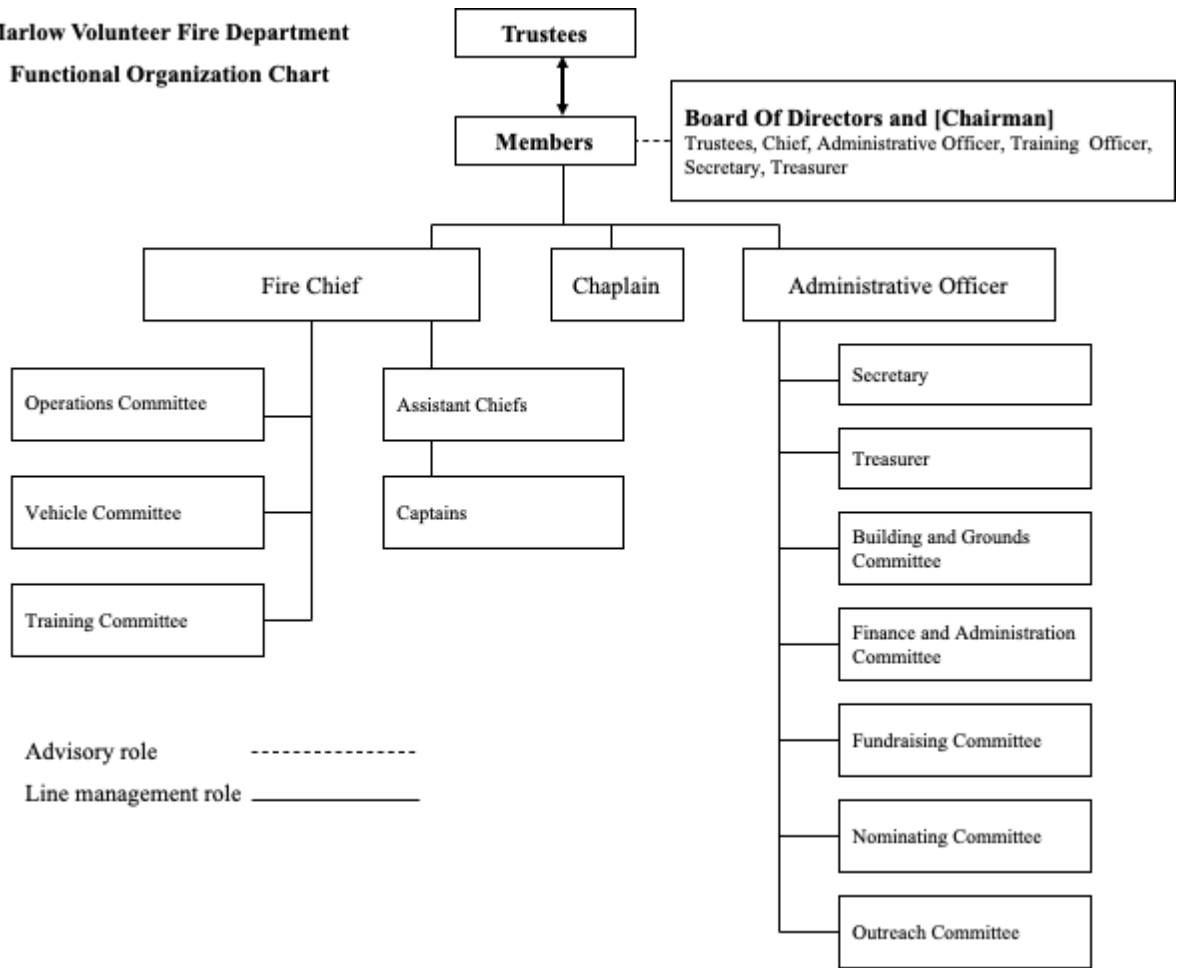 arlow Volunteer Fire Department
Functional Organization Chart
Trustees
Members
Board Of Directors and [Chairman]
Trustees, Chief, Administrative Officer, Training Officer,
Secretary, Treasurer
Fire Chief
Chaplain
Administrative Officer
Operations Committee
Vehicle Committee
Training Committee
Assistant Chiefs
Captains
Secretary
Treasurer
Building and Grounds
Committee
Finance and Administration
Committee
Fundraising Committee
Nominating Committee
Outreach Committee
Advisory role
Line management role